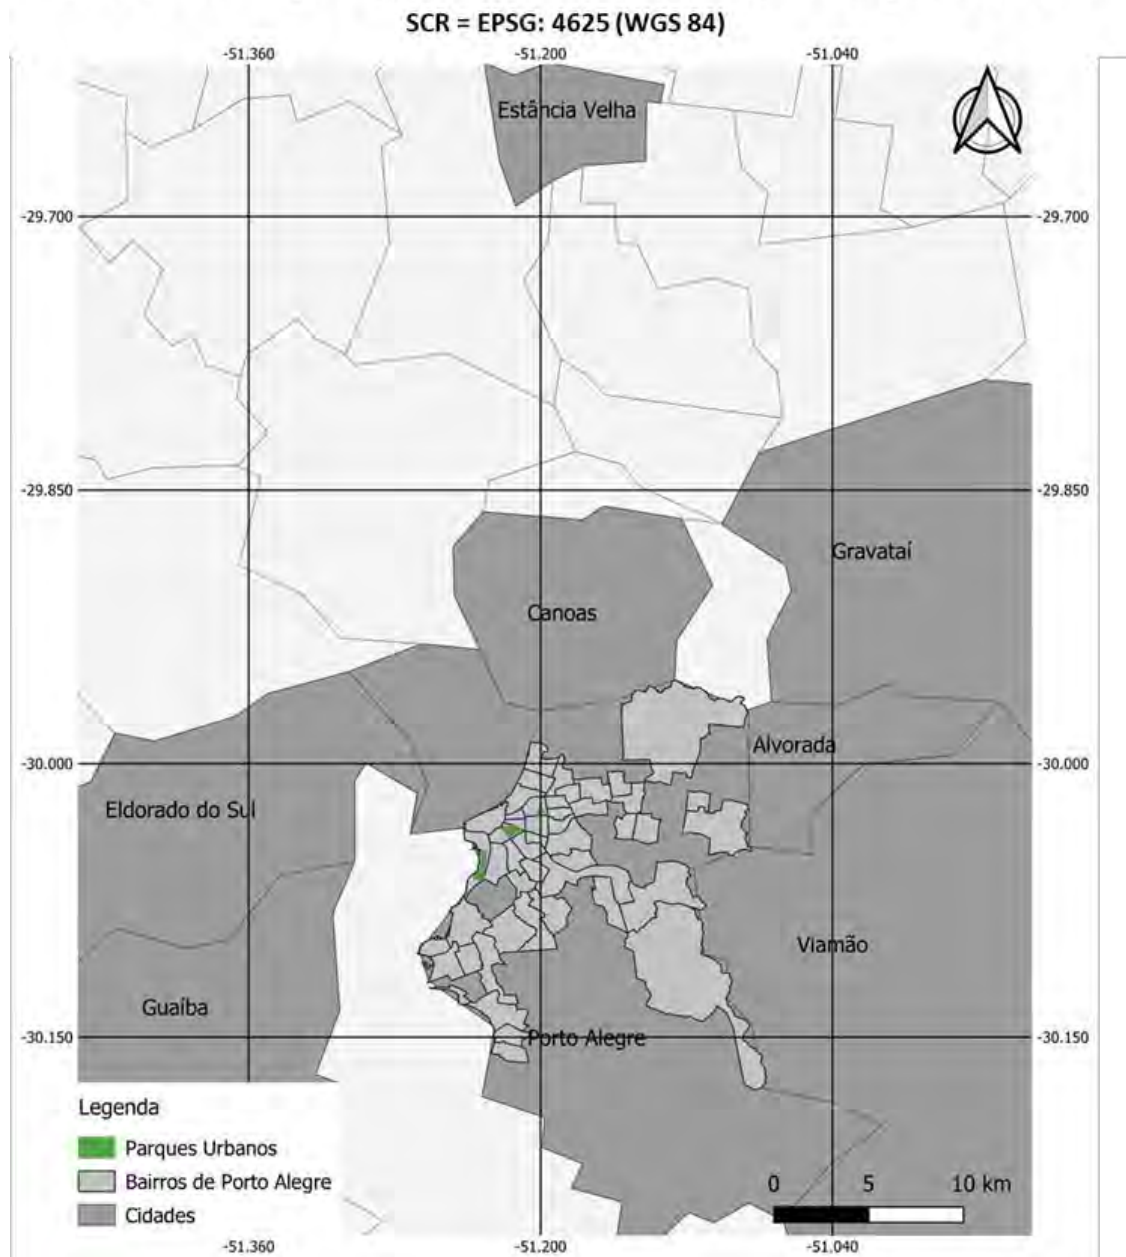 SCR = EPSG: 4625 (WGS 84)
-51.360 -51.200 -51.040
Estância Velha
-29.700 -29.700
-29.850 -29.850
Gravataí
Canoas
Alvorada
-30.000 -30.000
Eldorado do Sul
Viamão
Guaíba
-30.150 Porto Alegre -30.150
Legenda
Parques Urbanos
Bairros de Porto Alegre
Cidades
0 5 10 km
-51.360 -51.200 -51.040